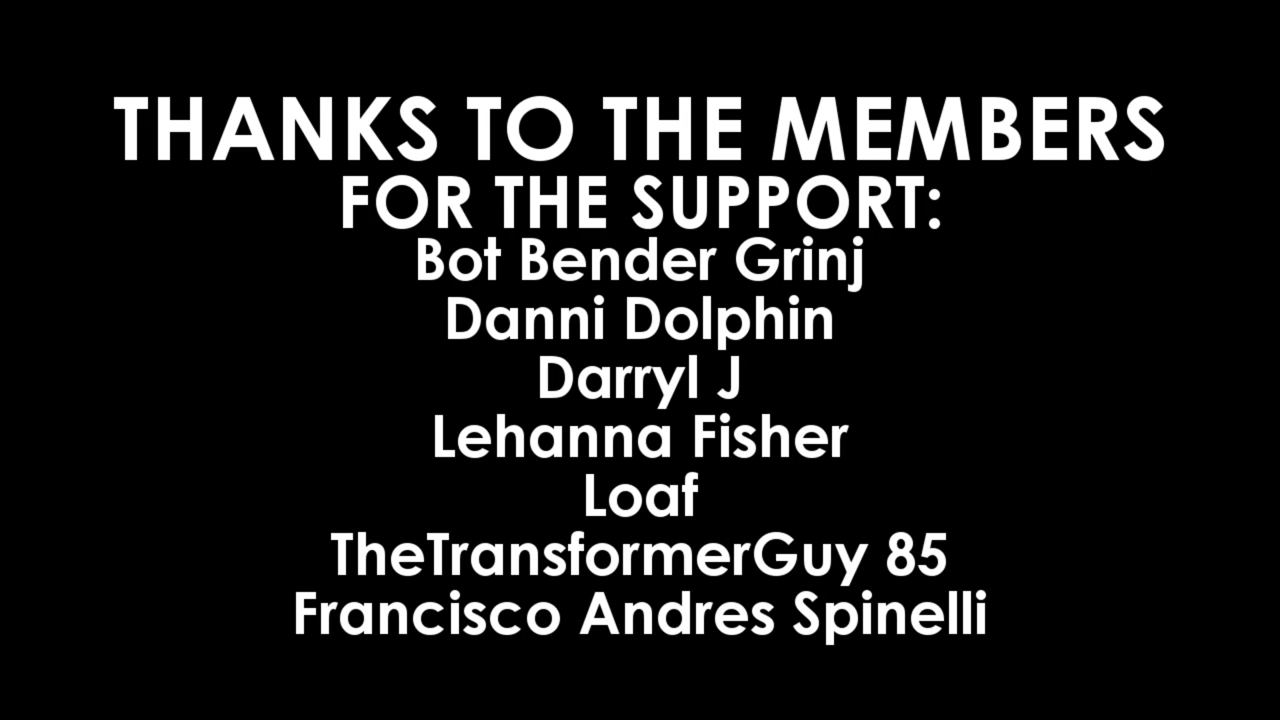 THANKS TO THE MEMBERS
FOR THE SUPPORT:
Bot Bender Grinj
Danni Dolphin
Darryl J
Lehanna Fisher
Loaf
TheTransformerGuy 85
Francisco Andres Spinelli